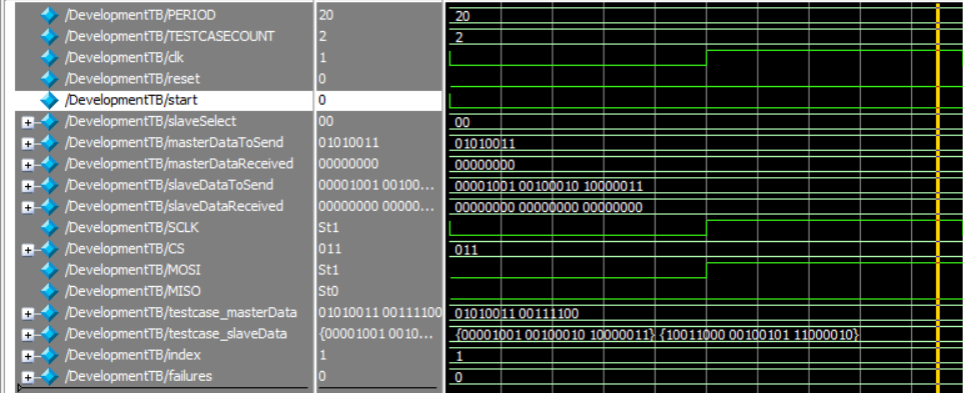 /DevelopmentTB/PERIOD 20 20
/DevelopmentTB/TESTCASECOUNT 2 2
/DevelopmentTB/clk 1
/DevelopmentTB/reset 0
/DevelopmentTB/start 0
/DevelopmentTB/slaveSelect 00 00
/DevelopmentTB/masterDataToSend 01010011 01010011
/DevelopmentTB/masterDataReceived 00000000 00000000
/DevelopmentTB/slaveDataToSend 00001001 00100... 00001001 00100010 10000011
/DevelopmentTB/slaveDataReceived 00000000 00000... 00000000 00000000 00000000
/DevelopmentTB/SCLK St1
/DevelopmentTB/CS 011 011
/DevelopmentTB/MOSI St1
/DevelopmentTB/MISO St0
/DevelopmentTB/testcase_masterData 01010011 00111100 01010011 00111100
/DevelopmentTB/testcase_slaveData {00001001 0010... {00001001 00100010 10000011} {10011000 00100101 11000010}
/DevelopmentTB/index 1 1
/DevelopmentTB/failures 0 0